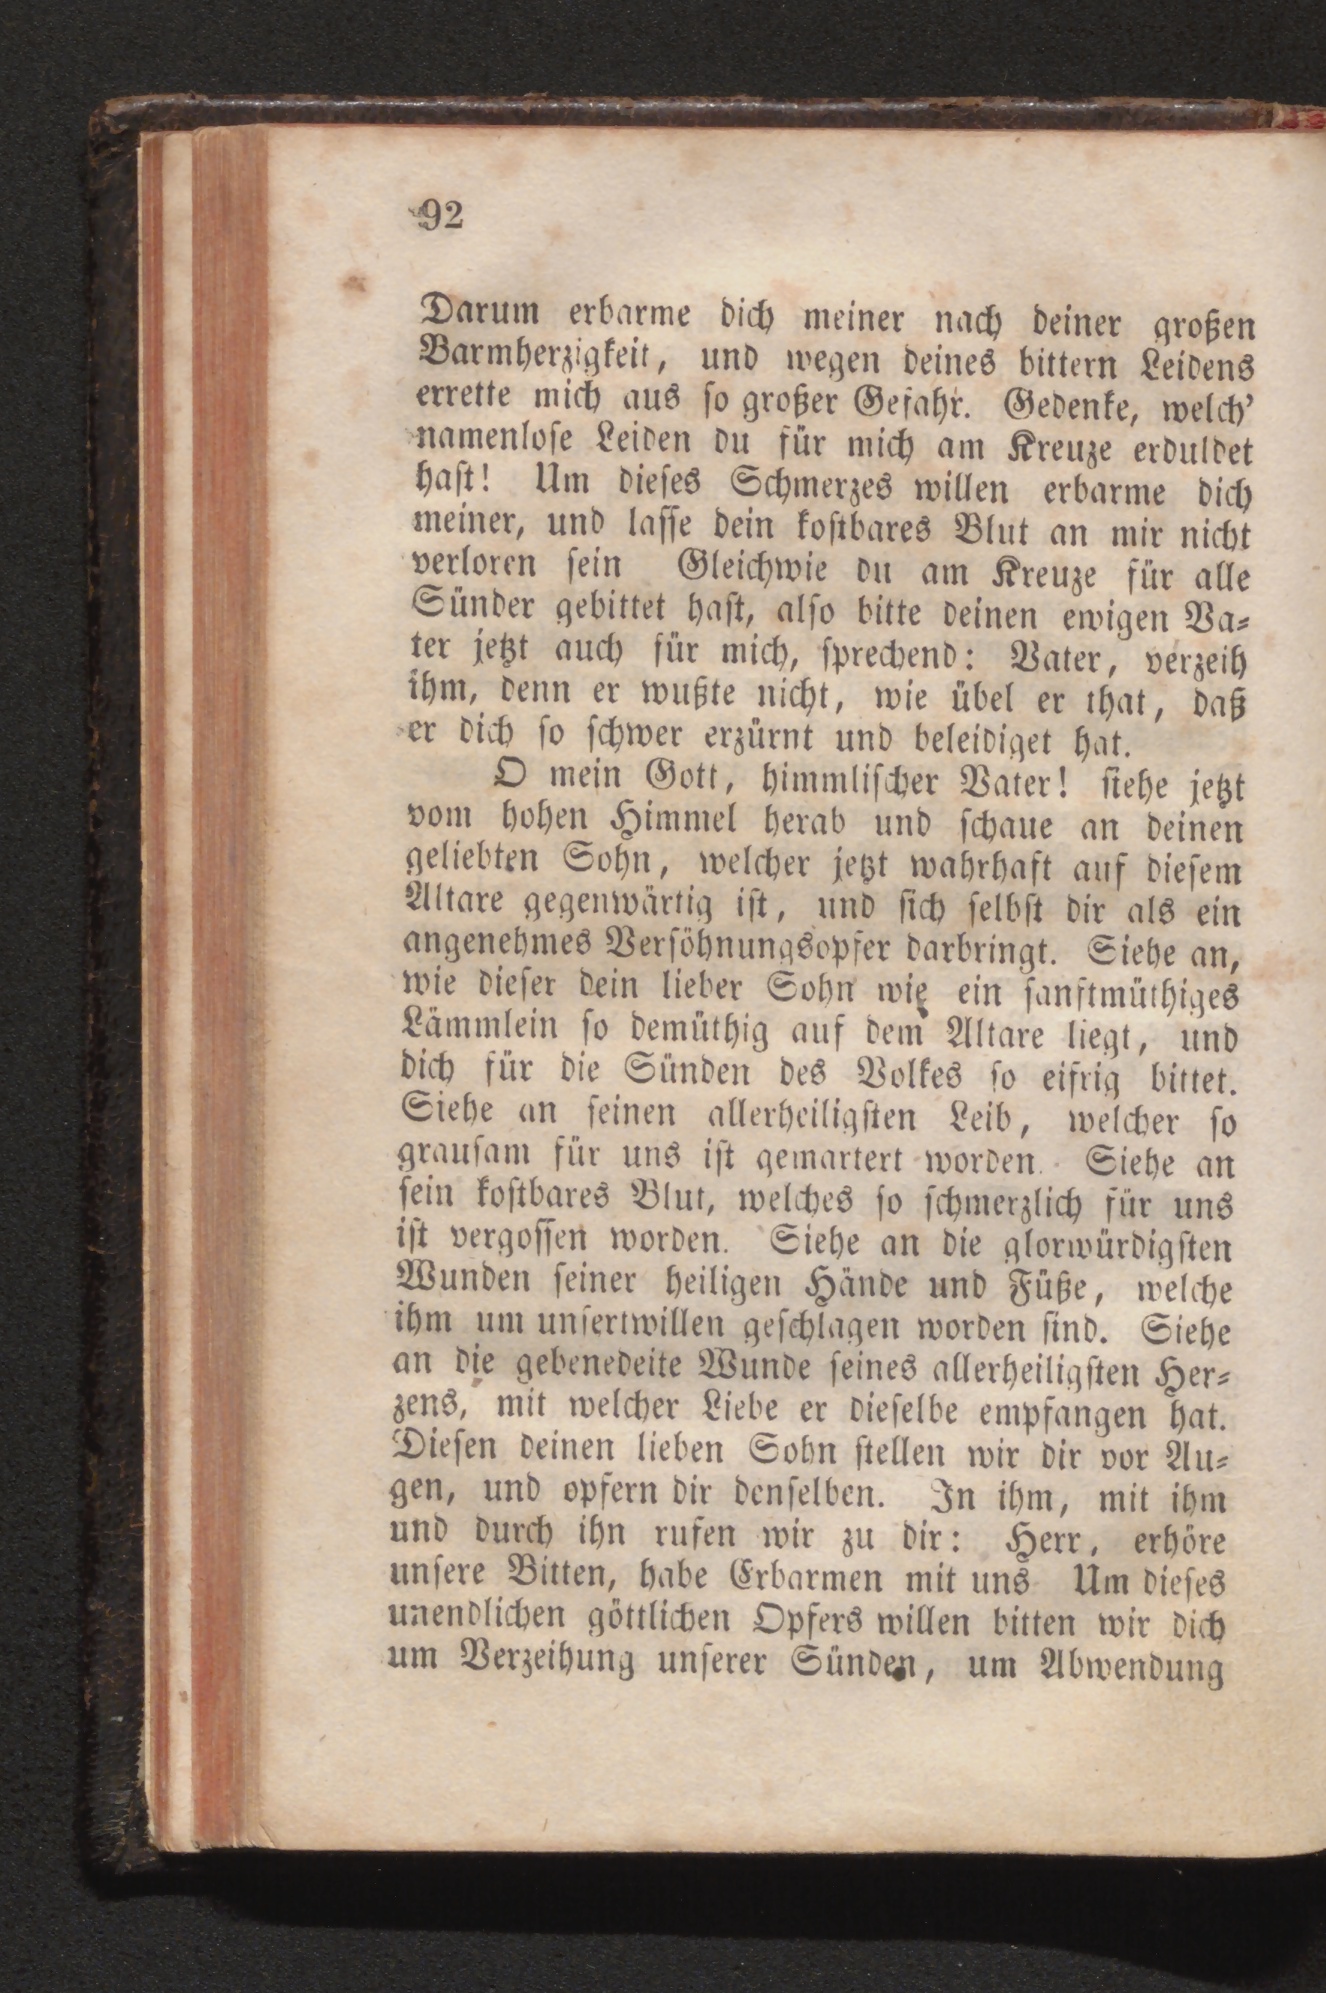 92
Darum erbarme dich meiner nach deiner großen
Barmherzigkeit, und wegen deines bittern Leidens
errette mich aus so großer Gefahr. Gedenke, welch'
namenlose Leiden du für mich am Kreuze erduldet
hast! Um dieses Schmerzes willen erbarme dich
meiner, und lasse dein kostbares Blut an mir nicht
verloren sein Gleichwie du am Kreuze für alle
Sünder gebittet hast, also bitte deinen ewigen Va-
ter jetzt auch für mich, sprechend: Vater, verzeih
ihm, denn er wußte nicht, wie übel er that, daß
er dich so schwer erzürnt und beleidiget hat.
O mein Gott, himmlischer Vater! siehe jetzt
vom hohen Himmel herab und schaue an deinen
geliebten Sohn, welcher jetzt wahrhaft auf diesem
Altare gegenwärtig ist, und sich selbst dir als ein
angenehmes Versöhnungsopfer darbringt. Siehe an,
wie dieser dein lieber Sohn wie ein sanftmüthiges
Lämmlein so demüthig auf dem Altare liegt, und
dich für die Sünden des Volkes so eifrig bittet.
Siehe an seinen allerheiligsten Leib, welcher so
grausam für uns ist gemartert worden. Siehe an
sein kostbares Blut, welches so schmerzlich für uns
ist vergossen worden. Siehe an die glorwürdigsten
Wunden seiner heiligen Hände und Füße, welche
ihm um unsertwillen geschlagen worden sind. Siehe
an die gebenedeite Wunde seines allerheiligsten Her-
zens, mit welcher Liebe er dieselbe empfangen hat.
Diesen deinen lieben Sohn stellen wir dir vor Au-
gen, und opfern dir denselben. In ihm, mit ihm
und durch ihn rufen wir zu dir: Herr, erhöre
unsere Bitten, habe Erbarmen mit uns Um dieses
unendlichen göttlichen Opfers willen bitten wir dich
um Verzeihung unserer Sünden, um Abwendung